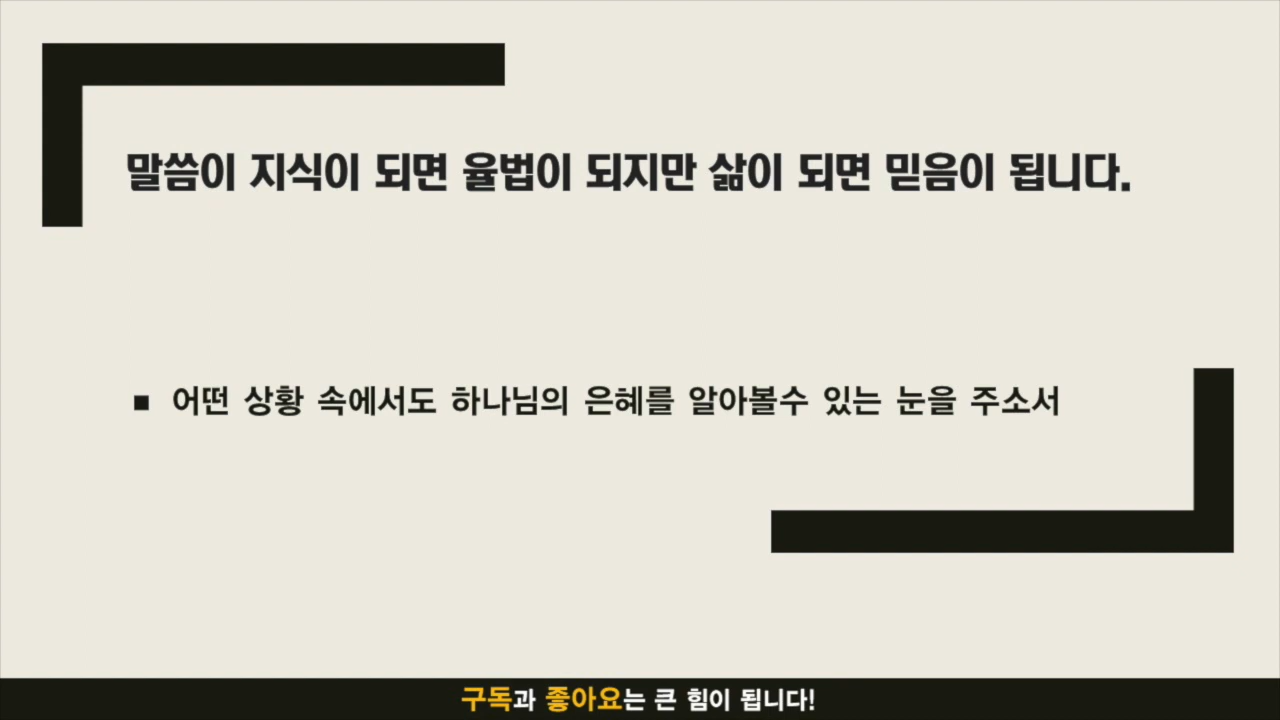 말씀이 지식이 되면 율법이 되지만 삶이 되면 믿음이 됩니다.
■ 어떤 상황 속에서도 하나님의 은혜를 알아볼수 있는 눈을 주소서
구독과 좋아요는 큰 힘이 됩니다!